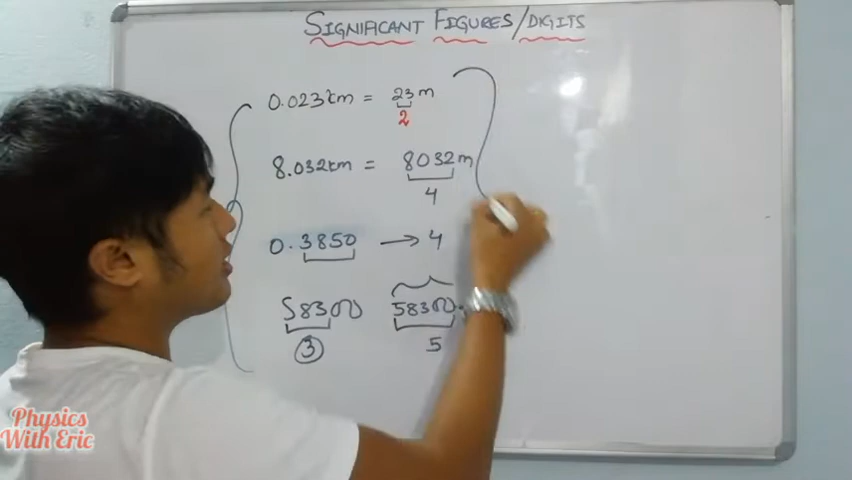 SIGNIFICANT FIGURES/DIGITS
0.023km = 23m
2
8.032km = 8032m
4
0.3850 → 4
58300 58300.
3 5
Physics
With Eric